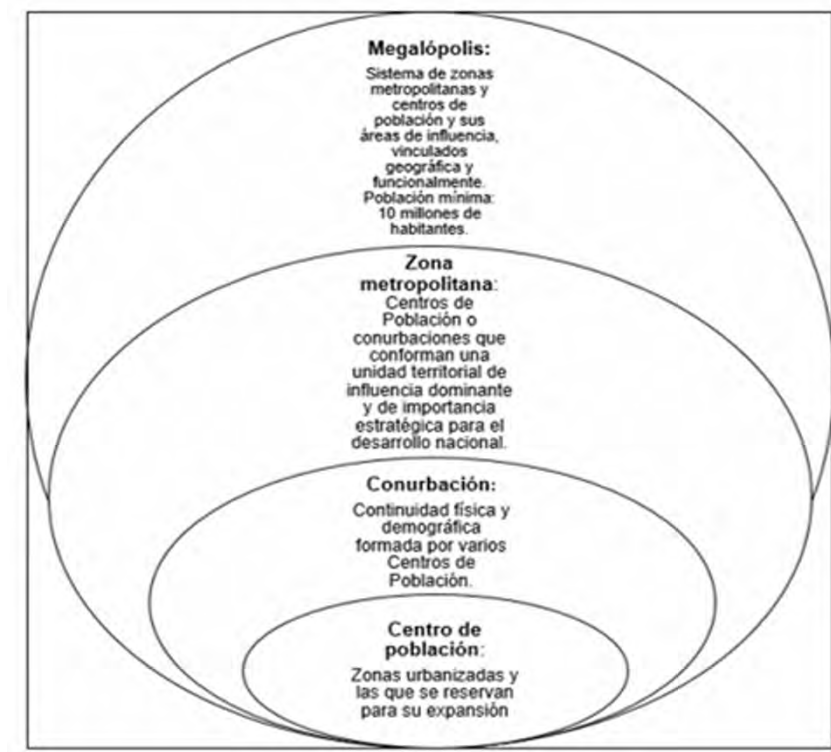 Megalópolis:
Sistema de zonas
metropolitanas y
centros de
población y sus
áreas de influencia,
vinculados
geográfica y
funcionalmente.
Población mínima:
10 millones de
habitantes.
Zona
metropolitana:
Centros de
Población o
conurbaciones que
conforman una
unidad territorial de
influencia dominante
y de importancia
estratégica para el
desarrollo nacional.
Conurbación:
Continuidad física y
demográfica
formada por varios
Centros de
Población.
Centro de
población:
Zonas urbanizadas y
las que se reservan
para su expansión